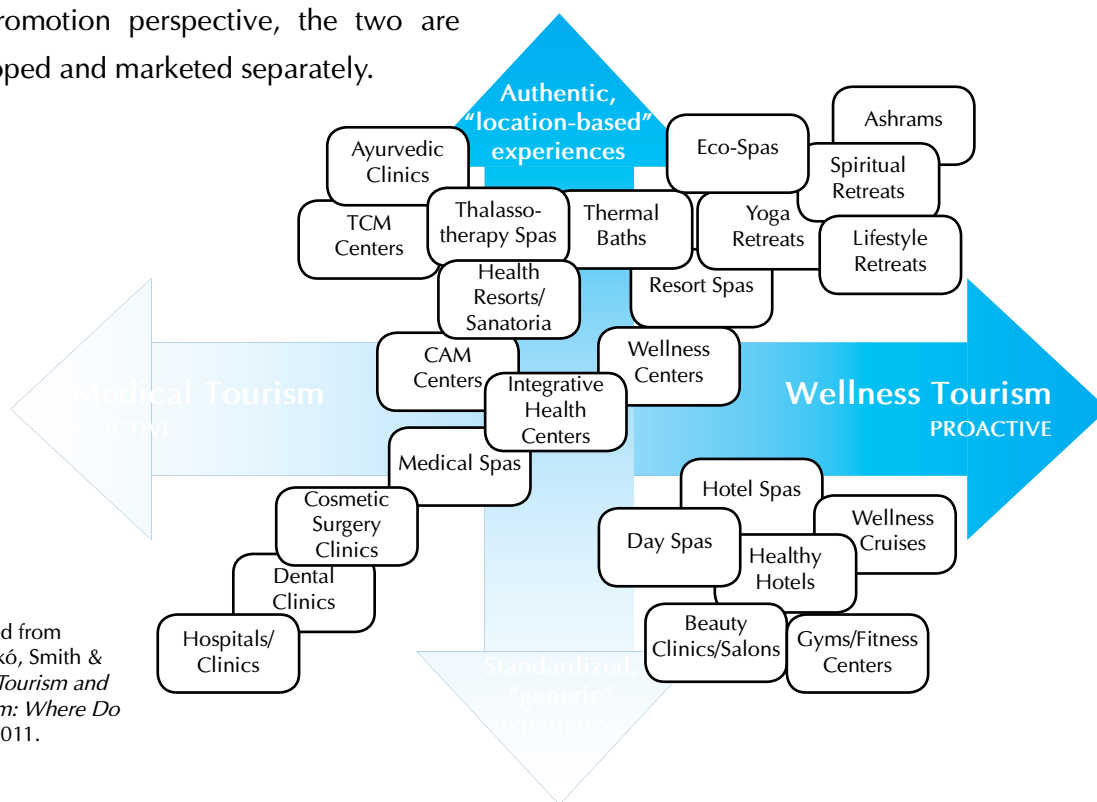 romotion perspective, the two are
oped and marketed separately.
Authentic,
"location-based"
experiences
Ashrams
Eco-Spas
Ayurvedic
Clinics
Spiritual
Retreats
TCM
Centers
Thalasso-
therapy Spas
Thermal
Baths
Yoga
Retreats
Lifestyle
Retreats
Health
Resorts/
Sanatoria
Resort Spas
CAM
Centers
Wellness
Centers
Integrative
Health
Centers
Medical Tourism
REACTIVE
Wellness Tourism
PROACTIVE
Medical Spas
Hotel Spas
Cosmetic
Surgery
Clinics
Wellness
Cruises
Day Spas
Healthy
Hotels
Dental
Clinics
Hospitals/
Clinics
Beauty
Clinics/Salons
Gyms/Fitness
Centers
Standardized,
"generic"
experiences
d from
kó, Smith &
Tourism and
m: Where Do
011.